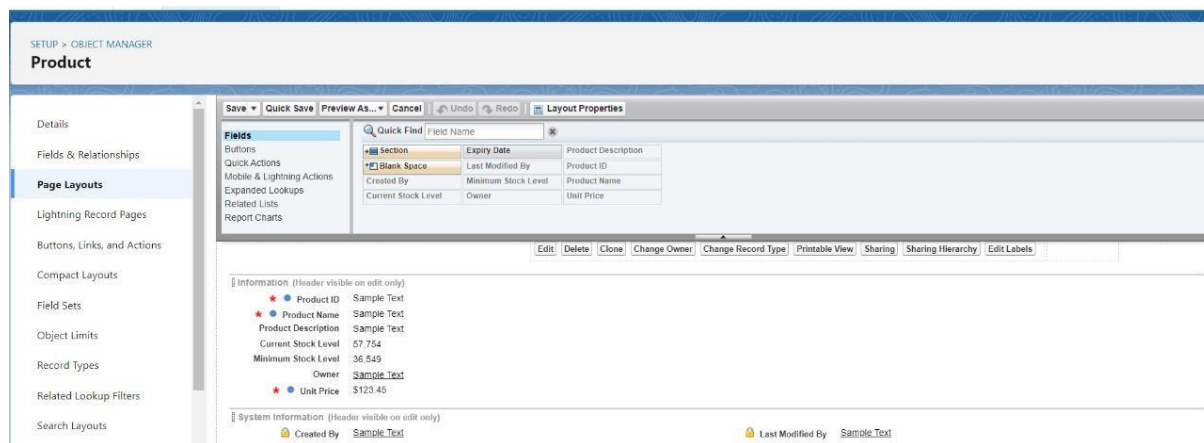 SETUP > OBJECT MANAGER
Product
Details
Fields & Relationships
Page Layouts
Lightning Record Pages
Buttons, Links, and Actions
Compact Layouts
Field Sets
Object Limits
Record Types
Related Lookup Filters
Search Layouts
Save Quick Save Preview As... Cancel Undo Redo Layout Properties
Fields
Buttons
Quick Actions
Mobile & Lightning Actions
Expanded Lookups
Related Lists
Report Charts
Quick Find Field Name
Section Expiry Date Product Description
Blank Space Last Modified By Product ID
Created By Minimum Stock Level Product Name
Current Stock Level Owner Unit Price
Edit Delete Clone Change Owner Change Record Type Printable View Sharing Sharing Hierarchy Edit Labels
Information (Header visible on edit only)
* Product ID Sample Text
* Product Name Sample Text
Product Description Sample Text
Current Stock Level 57,754
Minimum Stock Level 36,549
Owner Sample Text
* Unit Price $123.45
System Information (Header visible on edit only)
Created By Sample Text Last Modified By Sample Text